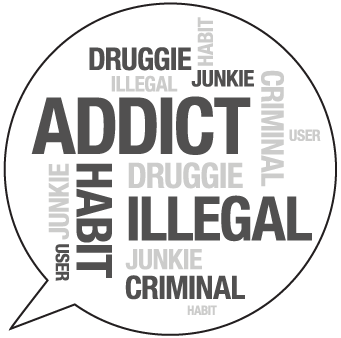 DRUGGIE
HABIT
ILLEGAL
JUNKIE
ADDICT
CRIMINAL
USER
JUNKIE
HABIT
DRUGGIE
ILLEGAL
USER
JUNKIE
CRIMINAL
HABIT